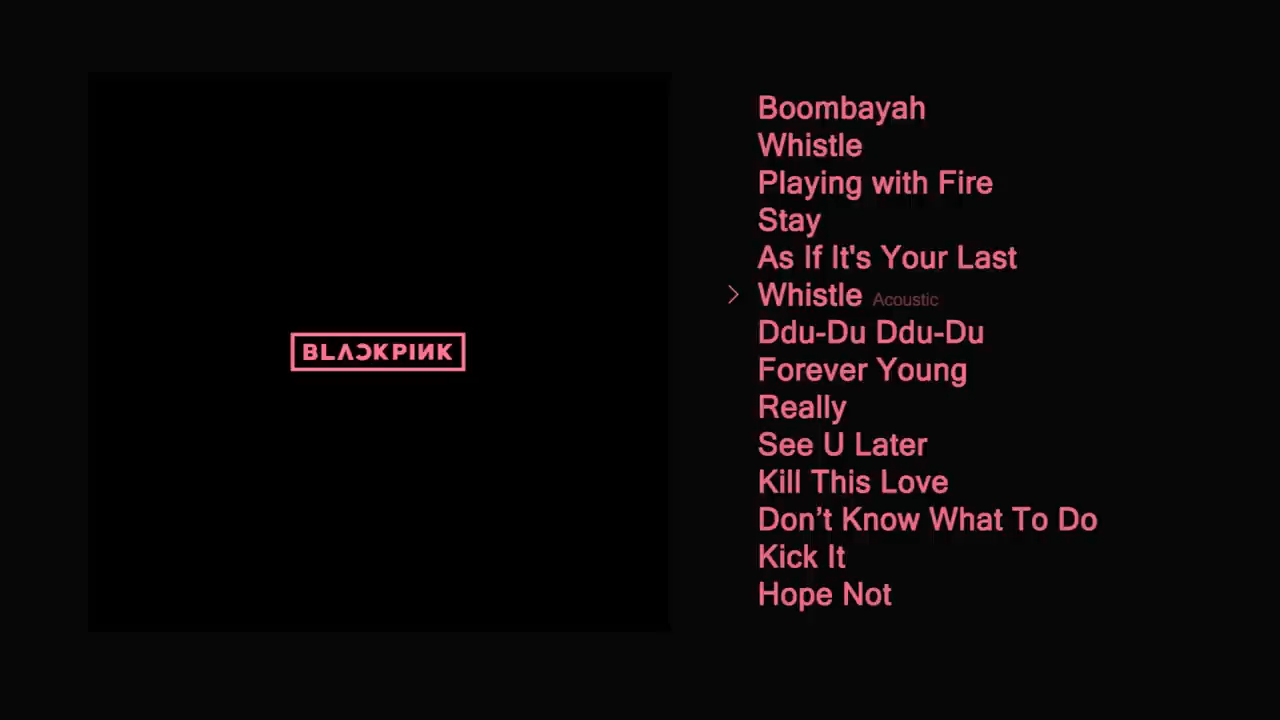 BLACKPINK
Boombayah
Whistle
Playing with Fire
Stay
As If It's Your Last
Whistle Acoustic
Ddu-Du Ddu-Du
Forever Young
Really
See U Later
Kill This Love
Don’t Know What To Do
Kick It
Hope Not